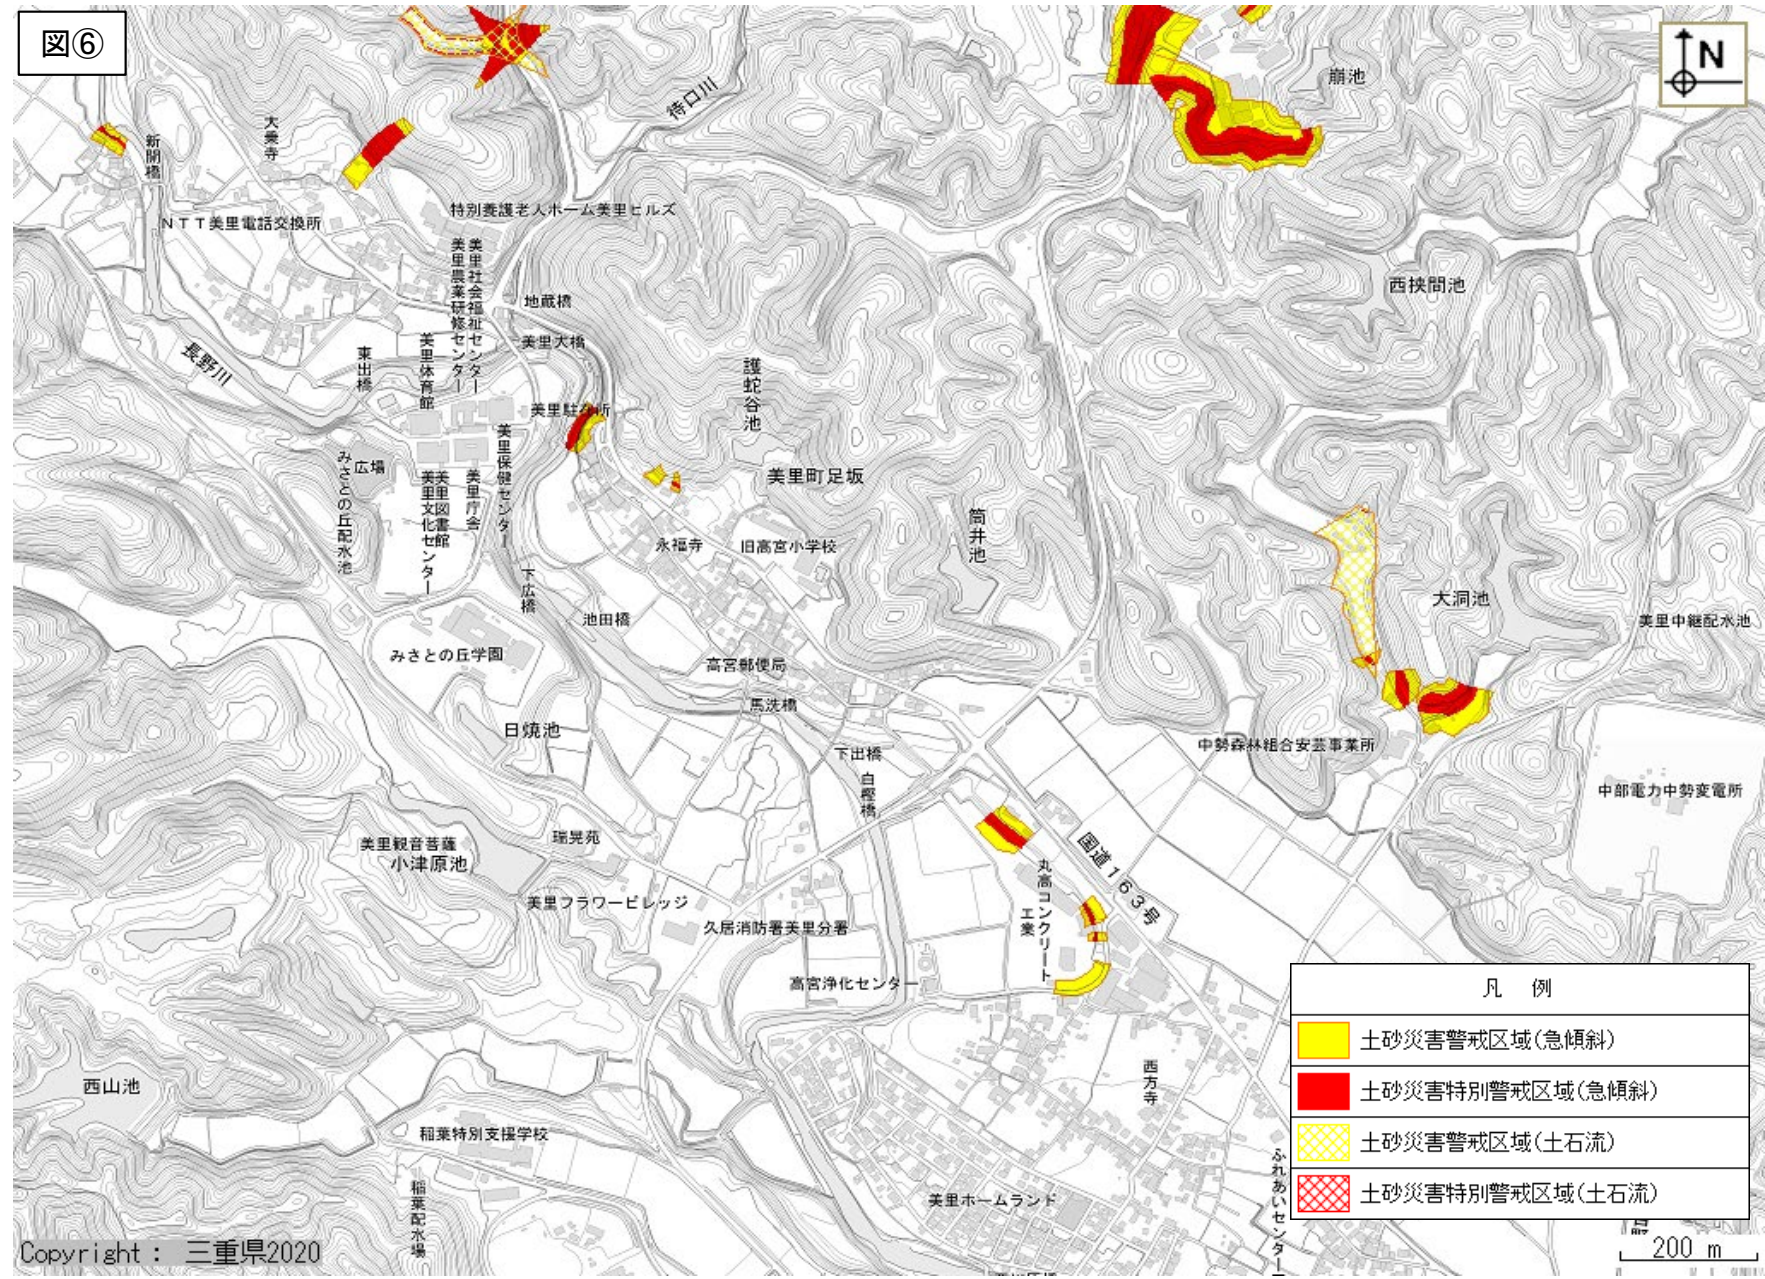 図⑥
N
崩池
待口川
大乗寺
新開橋
特別養護老人ホーム美里ヒルズ
NTT美里電話交換所
美里社会福祉センター
美里農業研修センター
西挟間池
地蔵橋
美里大橋
長野川
東出橋
美里体育館
護蛇谷池
美里駐在所
美里保健センター
広場
みさとの丘配水池
美里庁舎
美里図書館
美里文化センター
美里町足坂
筒井池
永福寺
旧高宮小学校
下広橋
大洞池
池田橋
美里中継配水池
みさとの丘学園
高宮郵便局
馬洗橋
日焼池
下出橋
中勢森林組合安芸事業所
白樫橋
中部電力中勢変電所
瑞晃苑
美里観音菩薩
小津原池
国道163号
丸高コンクリート
工業
美里フラワービレッジ
久居消防署美里分署
高宮浄化センター
凡 例
土砂災害警戒区域(急傾斜)
土砂災害特別警戒区域(急傾斜)
土砂災害警戒区域(土石流)
土砂災害特別警戒区域(土石流)
西山池
西方寺
稲葉特別支援学校
ふれあいセンター
稲葉配水場
美里ホームランド
Copyright : 三重県2020
200 m